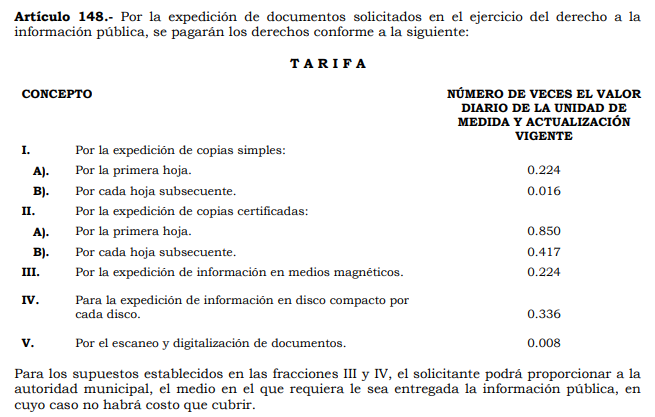 Artículo 148.- Por la expedición de documentos solicitados en el ejercicio del derecho a la
información pública, se pagarán los derechos conforme a la siguiente:
T A R I F A
CONCEPTO NÚMERO DE VECES EL VALOR
DIARIO DE LA UNIDAD DE
MEDIDA Y ACTUALIZACIÓN
VIGENTE
I. Por la expedición de copias simples:
A). Por la primera hoja. 0.224
B). Por cada hoja subsecuente. 0.016
II. Por la expedición de copias certificadas:
A). Por la primera hoja. 0.850
B). Por cada hoja subsecuente. 0.417
III. Por la expedición de información en medios magnéticos. 0.224
IV. Para la expedición de información en disco compacto por
cada disco. 0.336
V. Por el escaneo y digitalización de documentos. 0.008
Para los supuestos establecidos en las fracciones III y IV, el solicitante podrá proporcionar a la
autoridad municipal, el medio en el que requiera le sea entregada la información pública, en
cuyo caso no habrá costo que cubrir.